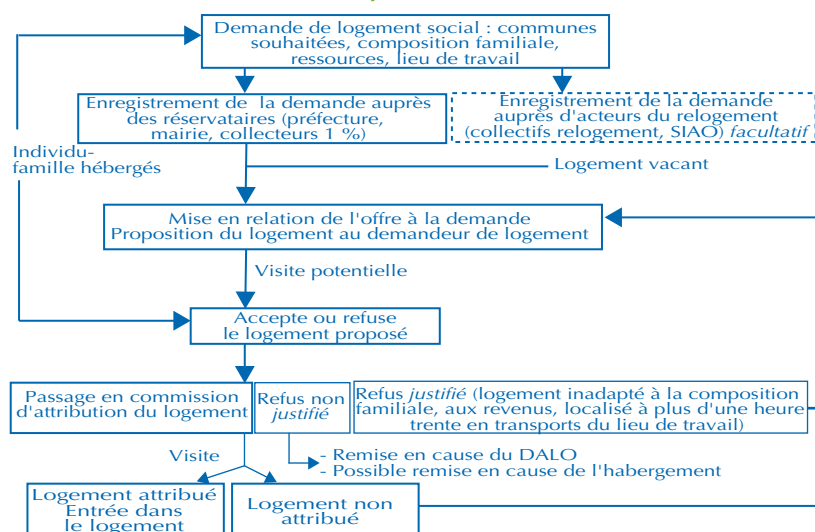 Demande de logement social : communes
souhaitées, composition familiale,
ressources, lieu de travail
Enregistrement de la demande auprès
des réservataires (préfecture,
mairie, collecteurs 1 %)
Enregistrement de la demande
auprès d'acteurs du relogement
(collectifs relogement, SIAO) facultatif
Individu-
famille hébergés
Logement vacant
Mise en relation de l'offre à la demande
Proposition du logement au demandeur de logement
Visite potentielle
Accepte ou refuse
le logement proposé
Passage en commission
d'attribution du logement
Refus non
justifié
Refus justifié (logement inadapté à la composition
familiale, aux revenus, localisé à plus d'une heure
trente en transports du lieu de travail)
Visite
- Remise en cause du DALO
- Possible remise en cause de l'habergement
Logement attribué
Entrée dans
le logement
Logement non
attribué